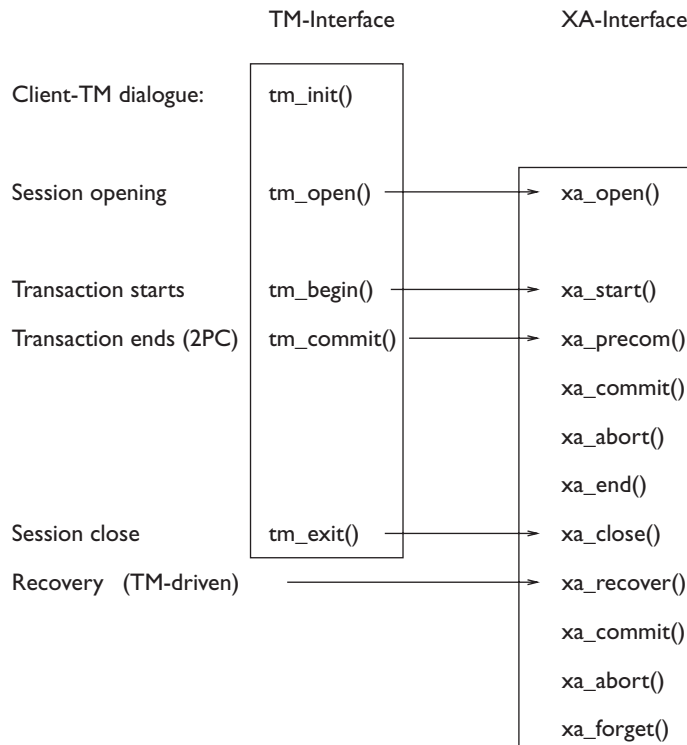 TM-Interface XA-Interface
Client-TM dialogue: tm_init()
Session opening tm_open() xa_open()
Transaction starts tm_begin() xa_start()
Transaction ends (2PC) tm_commit() xa_precom()
xa_commit()
xa_abort()
xa_end()
Session close tm_exit() xa_close()
Recovery (TM-driven) xa_recover()
xa_commit()
xa_abort()
xa_forget()